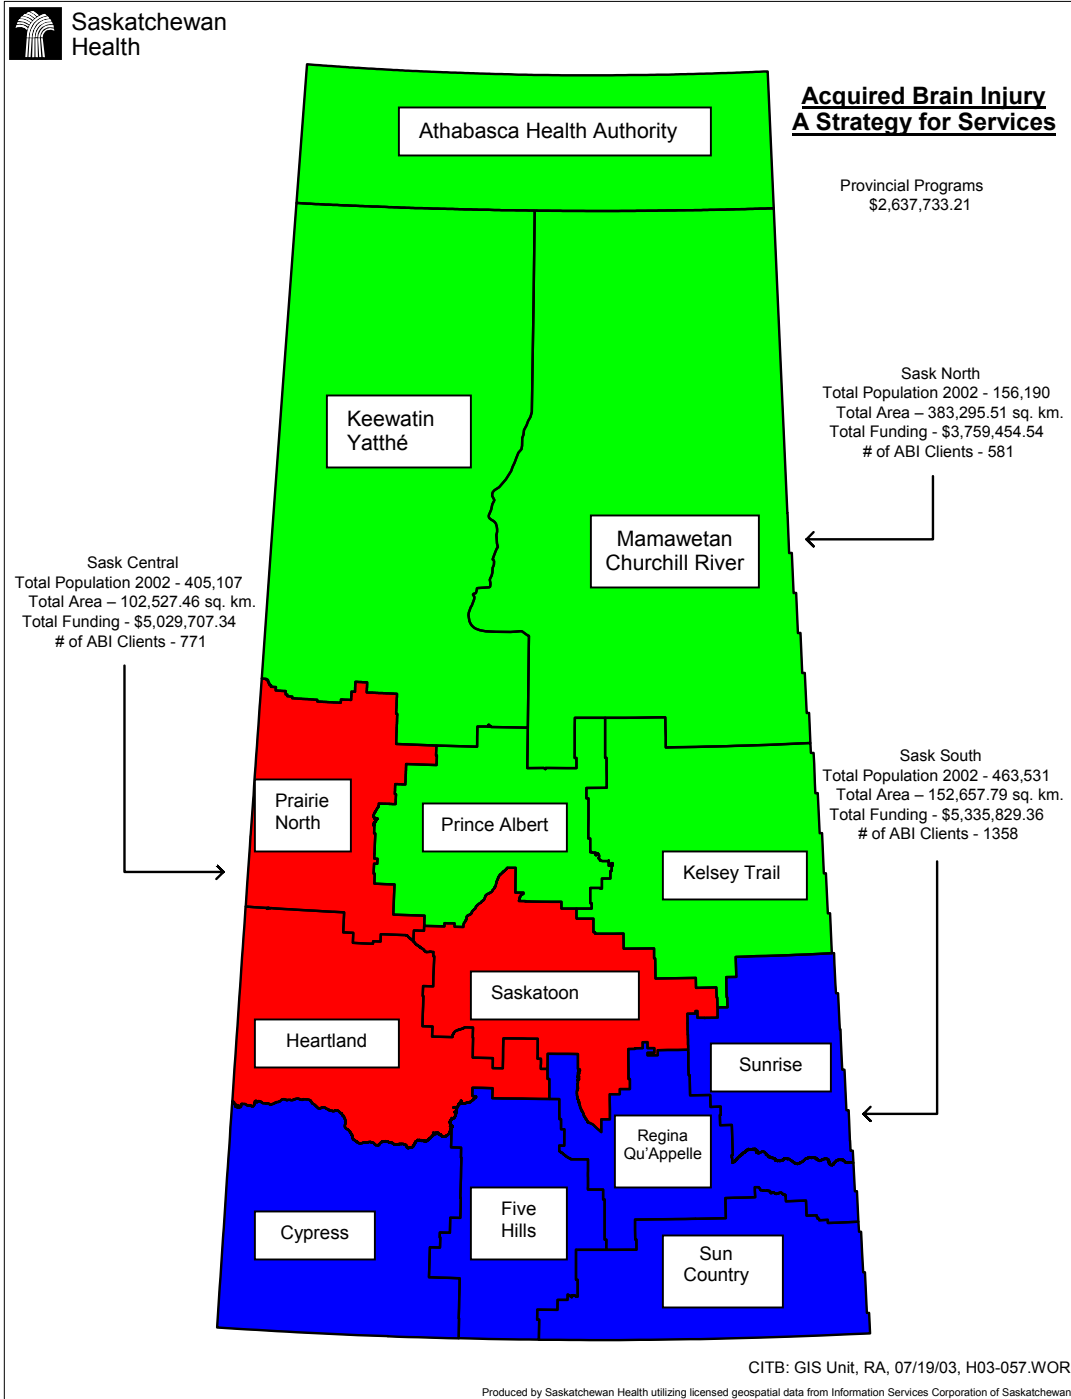 Saskatchewan
Health
Acquired Brain Injury
A Strategy for Services
Provincial Programs
$2,637,733.21
Athabasca Health Authority
Sask North
Total Population 2002 - 156,190
Total Area – 383,295.51 sq. km.
Total Funding - $3,759,454.54
# of ABI Clients - 581
Keewatin
Yatthé
Mamawetan
Churchill River
Sask Central
Total Population 2002 - 405,107
Total Area – 102,527.46 sq. km.
Total Funding - $5,029,707.34
# of ABI Clients - 771
Sask South
Total Population 2002 - 463,531
Total Area – 152,657.79 sq. km.
Total Funding - $5,335,829.36
# of ABI Clients - 1358
Prairie
North
Prince Albert
Kelsey Trail
Saskatoon
Heartland
Sunrise
Regina
Qu'Appelle
Five
Hills
Cypress
Sun
Country
CITB: GIS Unit, RA, 07/19/03, H03-057.WOR
Produced by Saskatchewan Health utilizing licensed geospatial data from Information Services Corporation of Saskatchewan